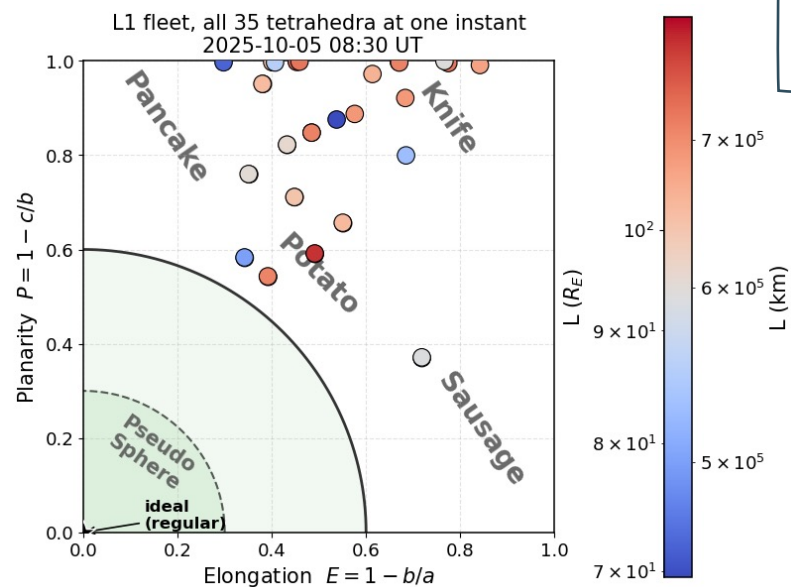 L1 fleet, all 35 tetrahedra at one instant
2025-10-05 08:30 UT
Planarity P = 1 − c/b
1.0
0.8
0.6
0.4
0.2
0.0
Pancake
Knife
Potato
Sausage
Pseudo
Sphere
ideal
(regular)
0.0 0.2 0.4 0.6 0.8 1.0
Elongation E = 1 − b/a
L (R_E)
10²
9 × 10¹
8 × 10¹
7 × 10¹
L (km)
7 × 10⁵
6 × 10⁵
5 × 10⁵